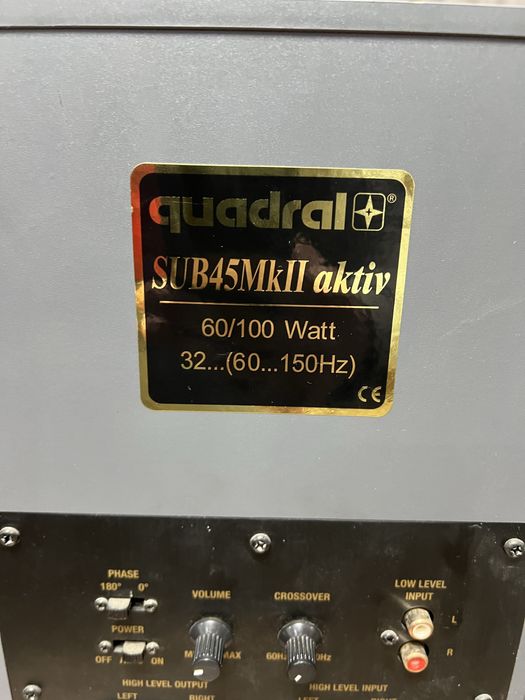 quadral ®
SUB45MkII aktiv
60/100 Watt
32...(60...150Hz)
CE
PHASE
180° 0°
POWER
OFF ON
VOLUME
MAX
CROSSOVER
LOW LEVEL
INPUT
L
R
HIGH LEVEL OUTPUT
LEFT RIGHT
HIGH LEVEL INPUT
LEFT